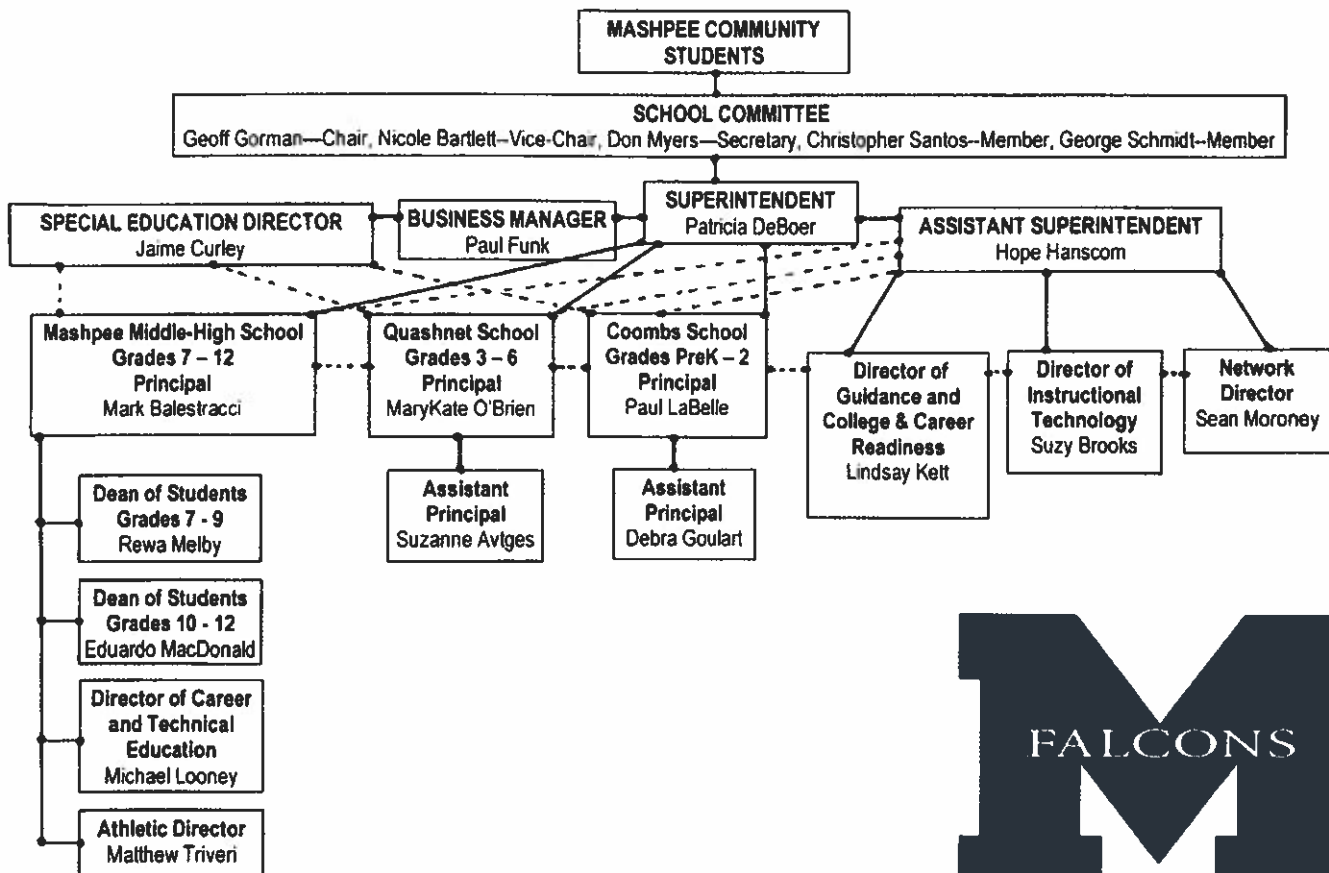 MASHPEE COMMUNITY
STUDENTS
SCHOOL COMMITTEE
Geoff Gorman—Chair, Nicole Bartlett–Vice-Chair, Don Myers—Secretary, Christopher Santos--Member, George Schmidt--Member
SPECIAL EDUCATION DIRECTOR
Jaime Curley
BUSINESS MANAGER
Paul Funk
SUPERINTENDENT
Patricia DeBoer
ASSISTANT SUPERINTENDENT
Hope Hanscom
Mashpee Middle-High School
Grades 7 – 12
Principal
Mark Balestracci
Quashnet School
Grades 3 – 6
Principal
MaryKate O'Brien
Coombs School
Grades PreK – 2
Principal
Paul LaBelle
Director of
Guidance and
College & Career
Readiness
Lindsay Kett
Director of
Instructional
Technology
Suzy Brooks
Network
Director
Sean Moroney
Assistant
Principal
Suzanne Avtges
Assistant
Principal
Debra Goulart
Dean of Students
Grades 7 - 9
Rewa Melby
Dean of Students
Grades 10 - 12
Eduardo MacDonald
Director of Career
and Technical
Education
Michael Looney
Athletic Director
Matthew Triveri
M
FALCONS